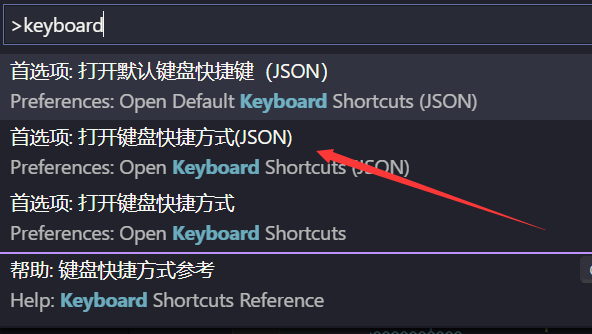 >keyboard
首选项: 打开默认键盘快捷键（JSON）
Preferences: Open Default Keyboard Shortcuts (JSON)
首选项: 打开键盘快捷方式(JSON)
Preferences: Open Keyboard Shortcuts (JSON)
首选项: 打开键盘快捷方式
Preferences: Open Keyboard Shortcuts
帮助: 键盘快捷方式参考
Help: Keyboard Shortcuts Reference